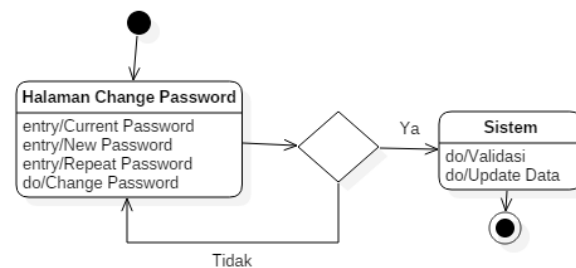 Halaman Change Password
entry/Current Password
entry/New Password
entry/Repeat Password
do/Change Password
Ya
Sistem
do/Validasi
do/Update Data
Tidak